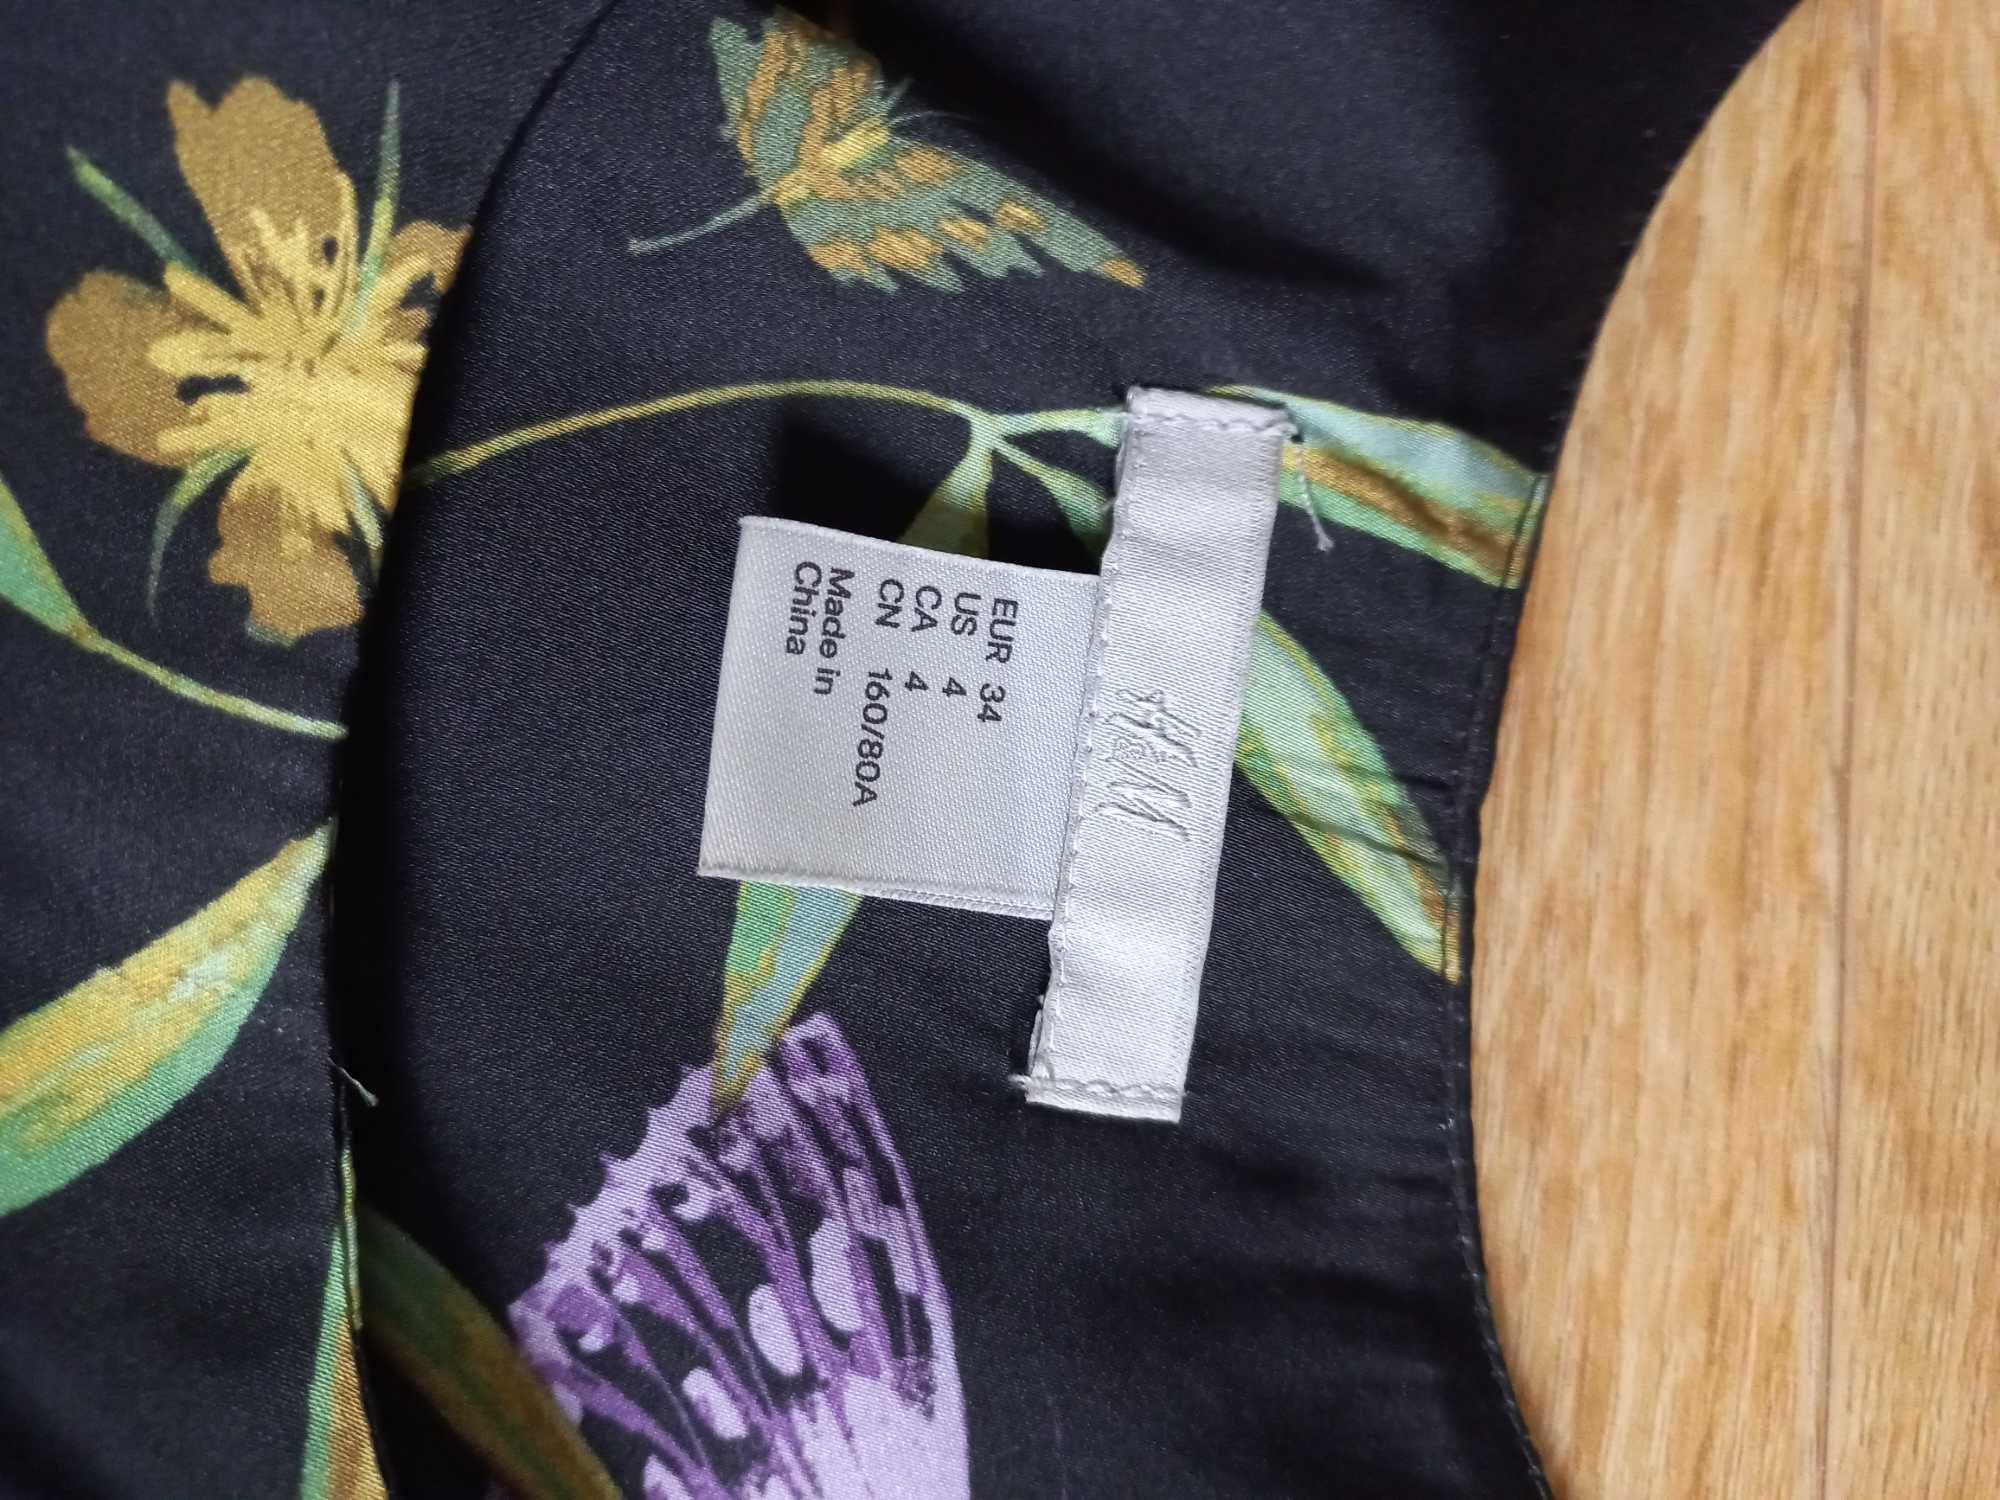 H&M
EUR 34
US 4
CA 4
CN 160/80A
Made in
China